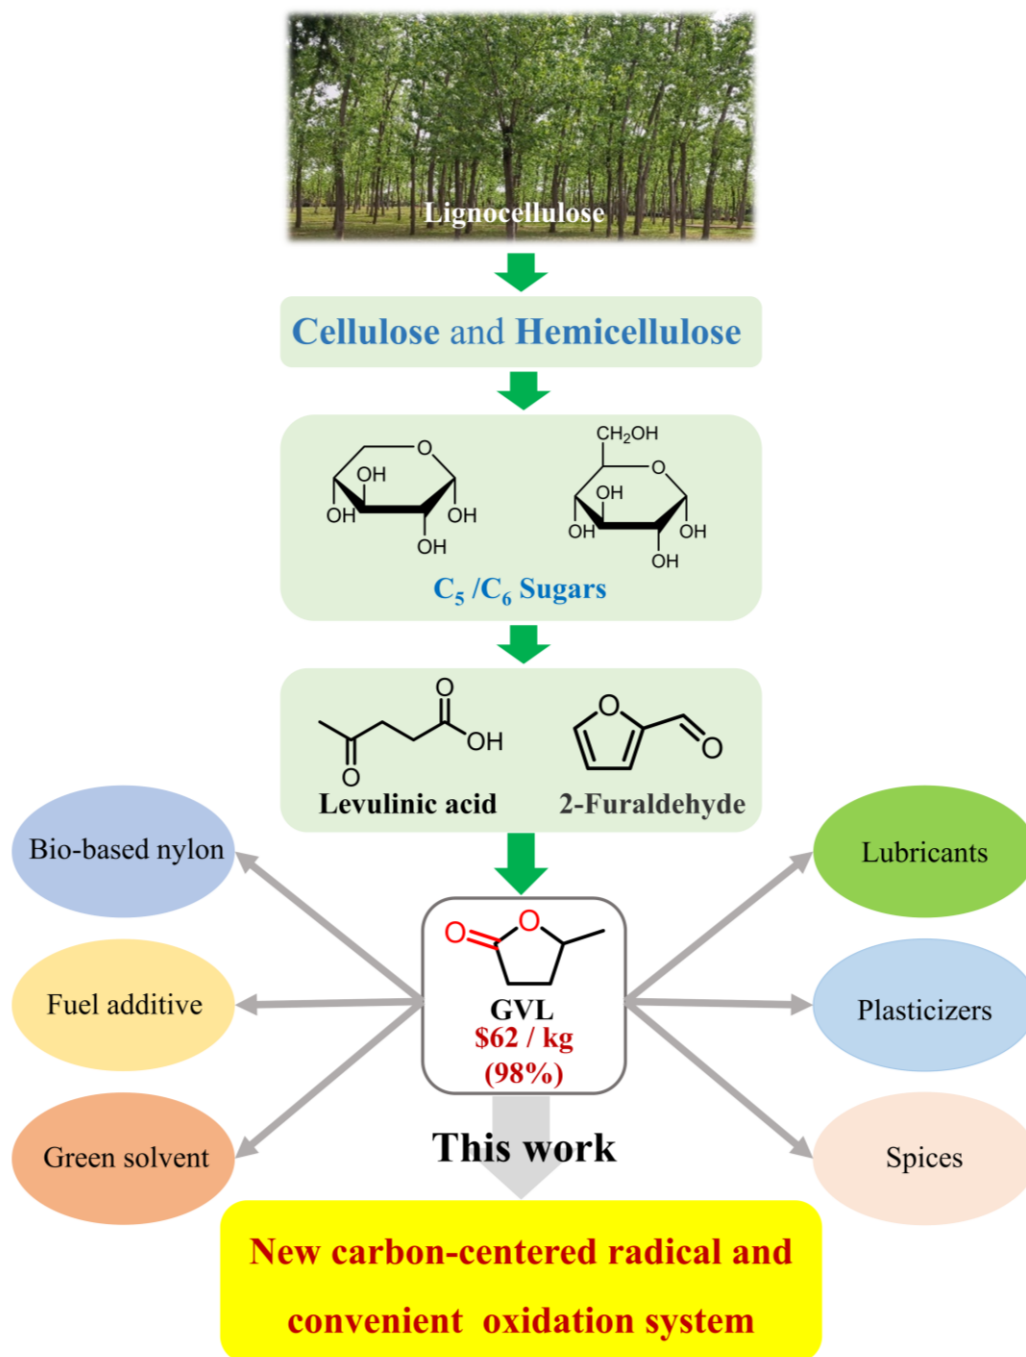 Lignocellulose
Cellulose and Hemicellulose
O
OH
OH
OH
OH
CH₂OH
O
OH
OH
OH
OH
C₅ /C₆ Sugars
O
OH
O
Levulinic acid
O
O
2-Furaldehyde
Bio-based nylon
Fuel additive
Green solvent
O
O
GVL
$62 / kg
(98%)
Lubricants
Plasticizers
Spices
This work
New carbon-centered radical and
convenient oxidation system